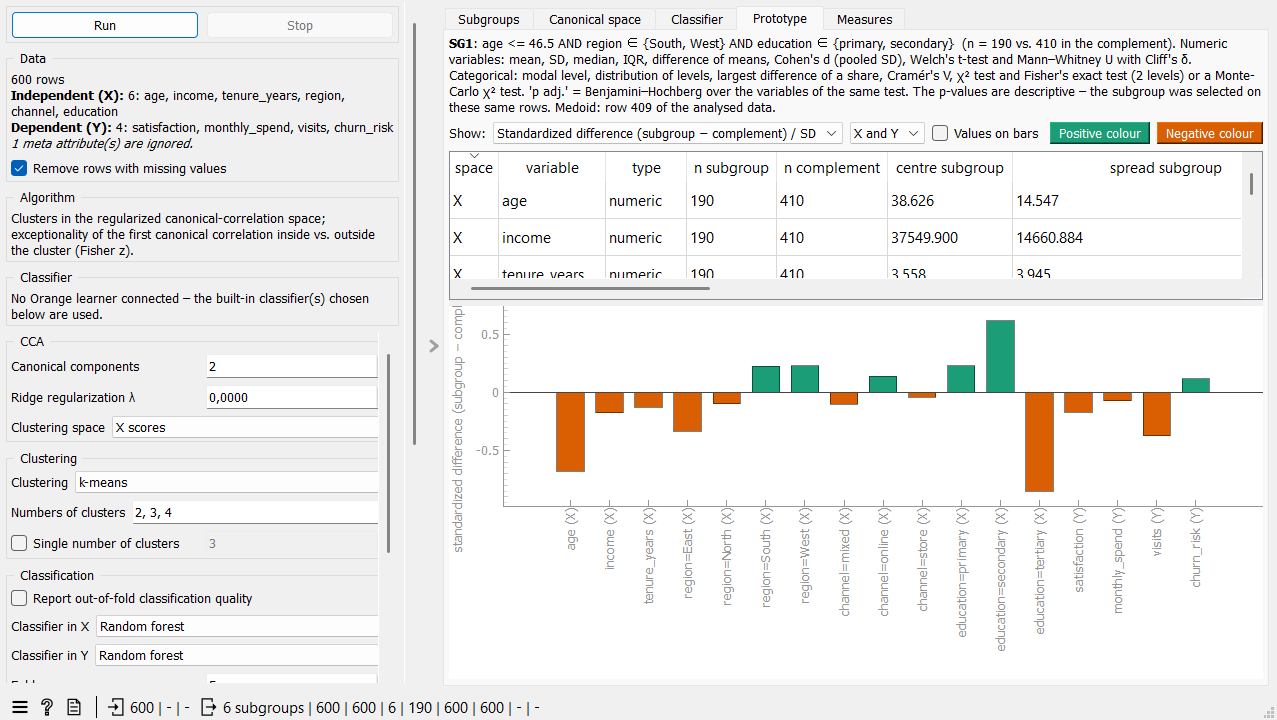 Run
Stop
Data
600 rows
Independent (X): 6: age, income, tenure_years, region,
channel, education
Dependent (Y): 4: satisfaction, monthly_spend, visits, churn_risk
1 meta attribute(s) are ignored.
Remove rows with missing values
Algorithm
Clusters in the regularized canonical-correlation space;
exceptionality of the first canonical correlation inside vs. outside
the cluster (Fisher z).
Classifier
No Orange learner connected – the built-in classifier(s) chosen
below are used.
CCA
Canonical components 2
Ridge regularization λ 0,0000
Clustering space X scores
Clustering
Clustering k-means
Numbers of clusters 2, 3, 4
Single number of clusters 3
Classification
Report out-of-fold classification quality
Classifier in X Random forest
Classifier in Y Random forest
Subgroups Canonical space Classifier Prototype Measures
SG1: age <= 46.5 AND region ∈ {South, West} AND education ∈ {primary, secondary} (n = 190 vs. 410 in the complement). Numeric
variables: mean, SD, median, IQR, difference of means, Cohen's d (pooled SD), Welch's t-test and Mann–Whitney U with Cliff's δ.
Categorical: modal level, distribution of levels, largest difference of a share, Cramér's V, χ² test and Fisher's exact test (2 levels) or a Monte-
Carlo χ² test. 'p adj.' = Benjamini–Hochberg over the variables of the same test. The p-values are descriptive – the subgroup was selected on
these same rows. Medoid: row 409 of the analysed data.
Show: Standardized difference (subgroup − complement) / SD X and Y Values on bars Positive colour Negative colour
space variable type n subgroup n complement centre subgroup spread subgroup
X age numeric 190 410 38.626 14.547
X income numeric 190 410 37549.900 14660.884
X tenure_years numeric 190 410 3.558 3.945
standardized difference (subgroup − compl
0.5
0
-0.5
age (X)
income (X)
tenure_years (X)
region=East (X)
region=North (X)
region=South (X)
region=West (X)
channel=mixed (X)
channel=online (X)
channel=store (X)
education=primary (X)
education=secondary (X)
education=tertiary (X)
satisfaction (Y)
monthly_spend (Y)
visits (Y)
churn_risk (Y)
600 | - | - 6 subgroups | 600 | 600 | 6 | 190 | 600 | 600 | - | -